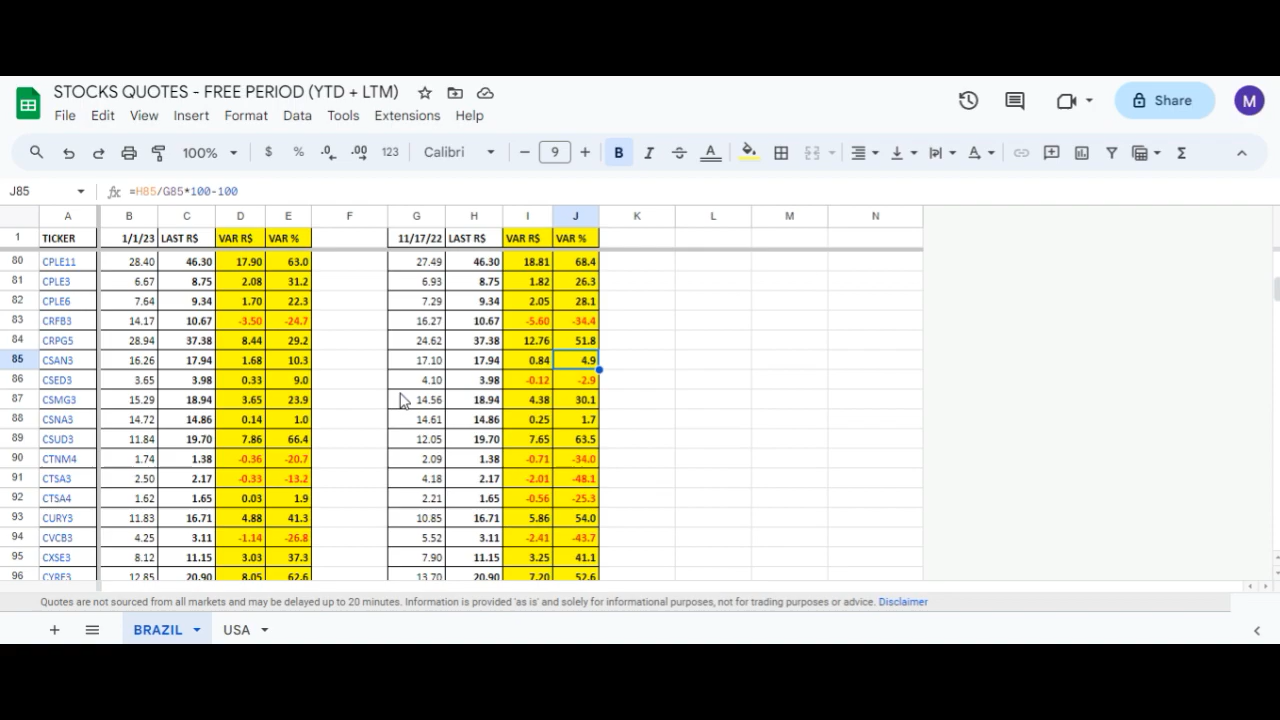 STOCKS QUOTES - FREE PERIOD (YTD + LTM)
File Edit View Insert Format Data Tools Extensions Help
Share M
100% $ % .0 .00 123 Calibri 9 B I S A A Σ
J85 fx =H85/G85*100-100
A B C D E F G H I J K L M N
1 TICKER 1/1/23 LAST R$ VAR R$ VAR % 11/17/22 LAST R$ VAR R$ VAR %
80 CPLE11 28.40 46.30 17.90 63.0 27.49 46.30 18.81 68.4
81 CPLE3 6.67 8.75 2.08 31.2 6.93 8.75 1.82 26.3
82 CPLE6 7.64 9.34 1.70 22.3 7.29 9.34 2.05 28.1
83 CRFB3 14.17 10.67 -3.50 -24.7 16.27 10.67 -5.60 -34.4
84 CRPG5 28.94 37.38 8.44 29.2 24.62 37.38 12.76 51.8
85 CSAN3 16.26 17.94 1.68 10.3 17.10 17.94 0.84 4.9
86 CSED3 3.65 3.98 0.33 9.0 4.10 3.98 -0.12 -2.9
87 CSMG3 15.29 18.94 3.65 23.9 14.56 18.94 4.38 30.1
88 CSNA3 14.72 14.86 0.14 1.0 14.61 14.86 0.25 1.7
89 CSUD3 11.84 19.70 7.86 66.4 12.05 19.70 7.65 63.5
90 CTNM4 1.74 1.38 -0.36 -20.7 2.09 1.38 -0.71 -34.0
91 CTSA3 2.50 2.17 -0.33 -13.2 4.18 2.17 -2.01 -48.1
92 CTSA4 1.62 1.65 0.03 1.9 2.21 1.65 -0.56 -25.3
93 CURY3 11.83 16.71 4.88 41.3 10.85 16.71 5.86 54.0
94 CVCB3 4.25 3.11 -1.14 -26.8 5.52 3.11 -2.41 -43.7
95 CXSE3 8.12 11.15 3.03 37.3 7.90 11.15 3.25 41.1
96 CYRE3 12.85 20.90 8.05 62.6 13.70 20.90 7.20 52.6
Quotes are not sourced from all markets and may be delayed up to 20 minutes. Information is provided 'as is' and solely for informational purposes, not for trading purposes or advice. Disclaimer
BRAZIL USA